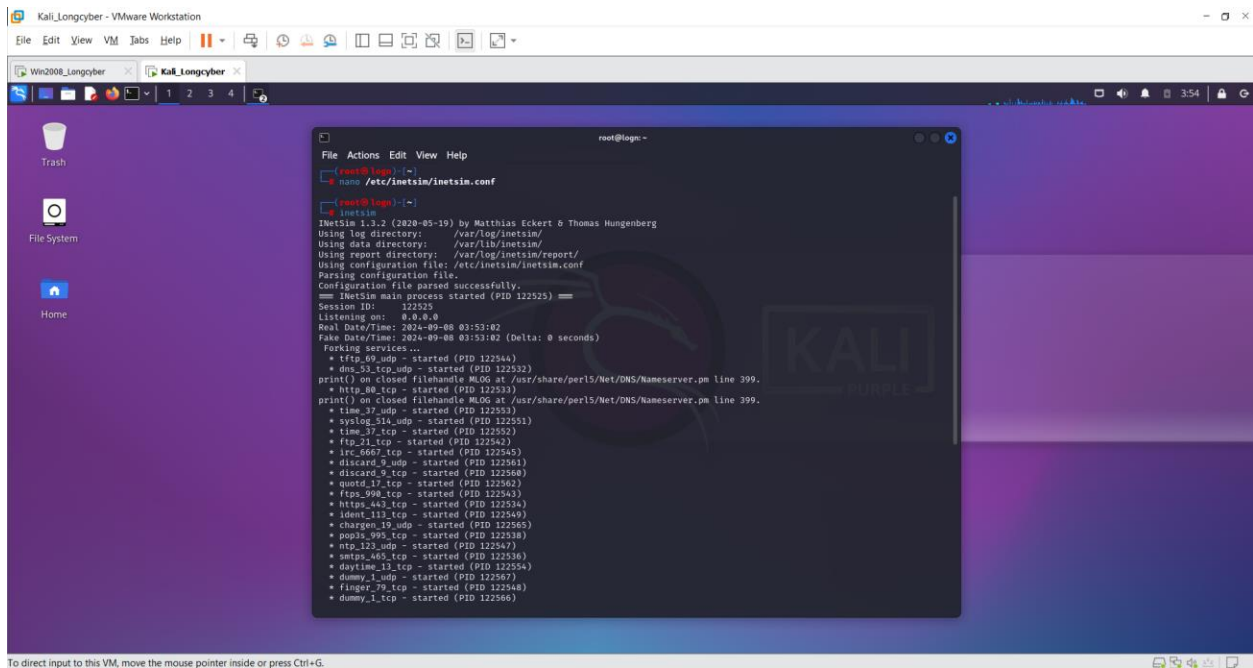 Kali_Longcyber - VMware Workstation
File Edit View VM Tabs Help
Win2008_Longcyber Kali_Longcyber
1 2 3 4 3:54
Trash
File System
Home
root@logn: ~
File Actions Edit View Help
(root㉿logn)-[~]
# nano /etc/inetsim/inetsim.conf
(root㉿logn)-[~]
# inetsim
INetSim 1.3.2 (2020-05-19) by Matthias Eckert & Thomas Hungenberg
Using log directory: /var/log/inetsim/
Using data directory: /var/lib/inetsim/
Using report directory: /var/log/inetsim/report/
Using configuration file: /etc/inetsim/inetsim.conf
Parsing configuration file.
Configuration file parsed successfully.
=== INetSim main process started (PID 122525) ===
Session ID: 122525
Listening on: 0.0.0.0
Real Date/Time: 2024-09-08 03:53:02
Fake Date/Time: 2024-09-08 03:53:02 (Delta: 0 seconds)
Forking services...
* tftp_69_udp - started (PID 122544)
* dns_53_tcp_udp - started (PID 122532)
print() on closed filehandle MLOG at /usr/share/perl5/Net/DNS/Nameserver.pm line 399.
* http_80_tcp - started (PID 122533)
print() on closed filehandle MLOG at /usr/share/perl5/Net/DNS/Nameserver.pm line 399.
* time_37_udp - started (PID 122553)
* syslog_514_udp - started (PID 122551)
* time_37_tcp - started (PID 122552)
* ftp_21_tcp - started (PID 122542)
* irc_6667_tcp - started (PID 122545)
* discard_9_udp - started (PID 122561)
* discard_9_tcp - started (PID 122560)
* quotd_17_tcp - started (PID 122562)
* ftps_990_tcp - started (PID 122543)
* https_443_tcp - started (PID 122534)
* ident_113_tcp - started (PID 122549)
* chargen_19_udp - started (PID 122565)
* pop3s_995_tcp - started (PID 122538)
* ntp_123_udp - started (PID 122547)
* smtps_465_tcp - started (PID 122536)
* daytime_13_tcp - started (PID 122554)
* dummy_1_udp - started (PID 122567)
* finger_79_tcp - started (PID 122548)
* dummy_1_tcp - started (PID 122566)
KALI
PURPLE
To direct input to this VM, move the mouse pointer inside or press Ctrl+G.